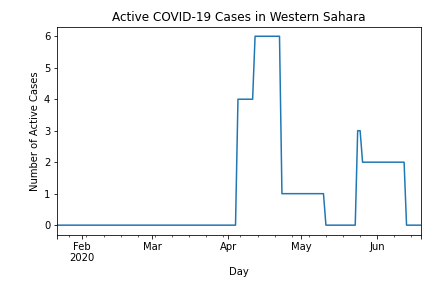 Active COVID-19 Cases in Western Sahara
Number of Active Cases
6
5
4
3
2
1
0
Feb
2020
Mar
Apr
May
Jun
Day